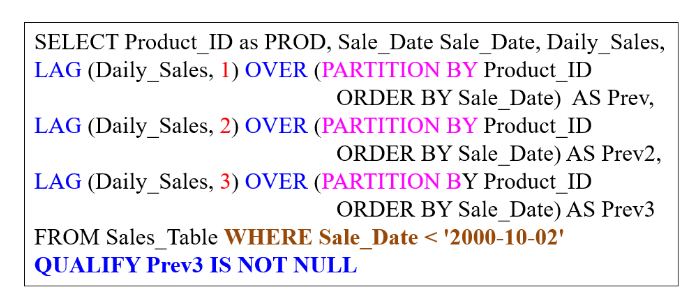 SELECT Product_ID as PROD, Sale_Date Sale_Date, Daily_Sales,
LAG (Daily_Sales, 1) OVER (PARTITION BY Product_ID
ORDER BY Sale_Date)  AS Prev,
LAG (Daily_Sales, 2) OVER (PARTITION BY Product_ID
ORDER BY Sale_Date) AS Prev2,
LAG (Daily_Sales, 3) OVER (PARTITION BY Product_ID
ORDER BY Sale_Date) AS Prev3
FROM Sales_Table WHERE Sale_Date < '2000-10-02'
QUALIFY Prev3 IS NOT NULL